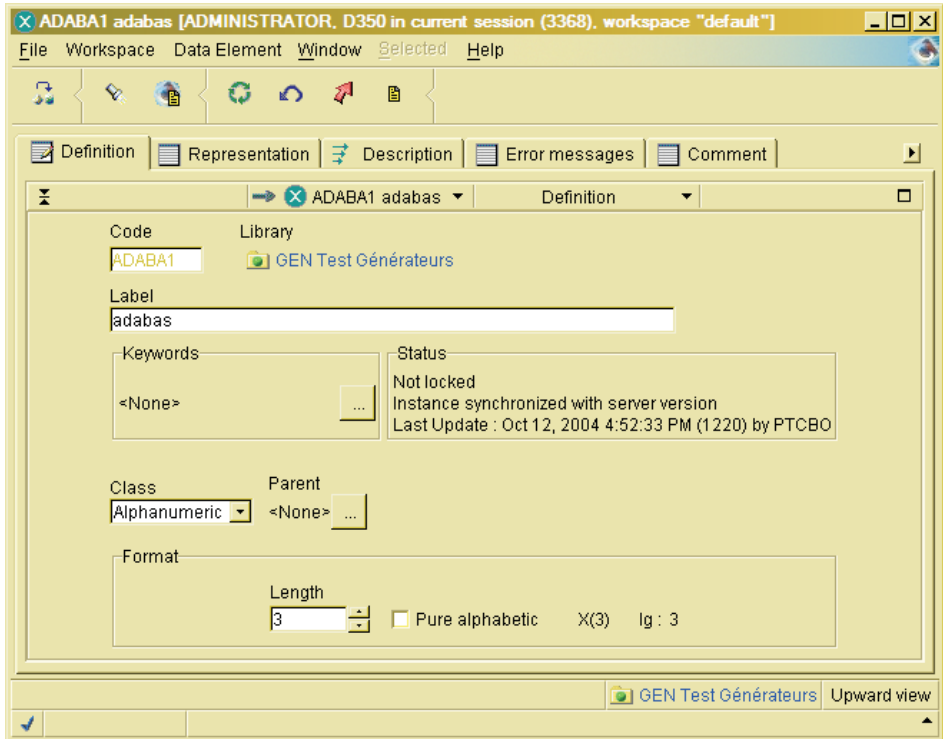 ADABA1 adabas [ADMINISTRATOR, D350 in current session (3368), workspace "default"]
File Workspace Data Element Window Selected Help
Definition Representation Description Error messages Comment
ADABA1 adabas Definition
Code Library
ADABA1 GEN Test Générateurs
Label
adabas
Keywords Status
Not locked
<None> ... Instance synchronized with server version
Last Update : Oct 12, 2004 4:52:33 PM (1220) by PTCBO
Class Parent
Alphanumeric <None> ...
Format
Length
3 Pure alphabetic X(3) lg : 3
GEN Test Générateurs Upward view